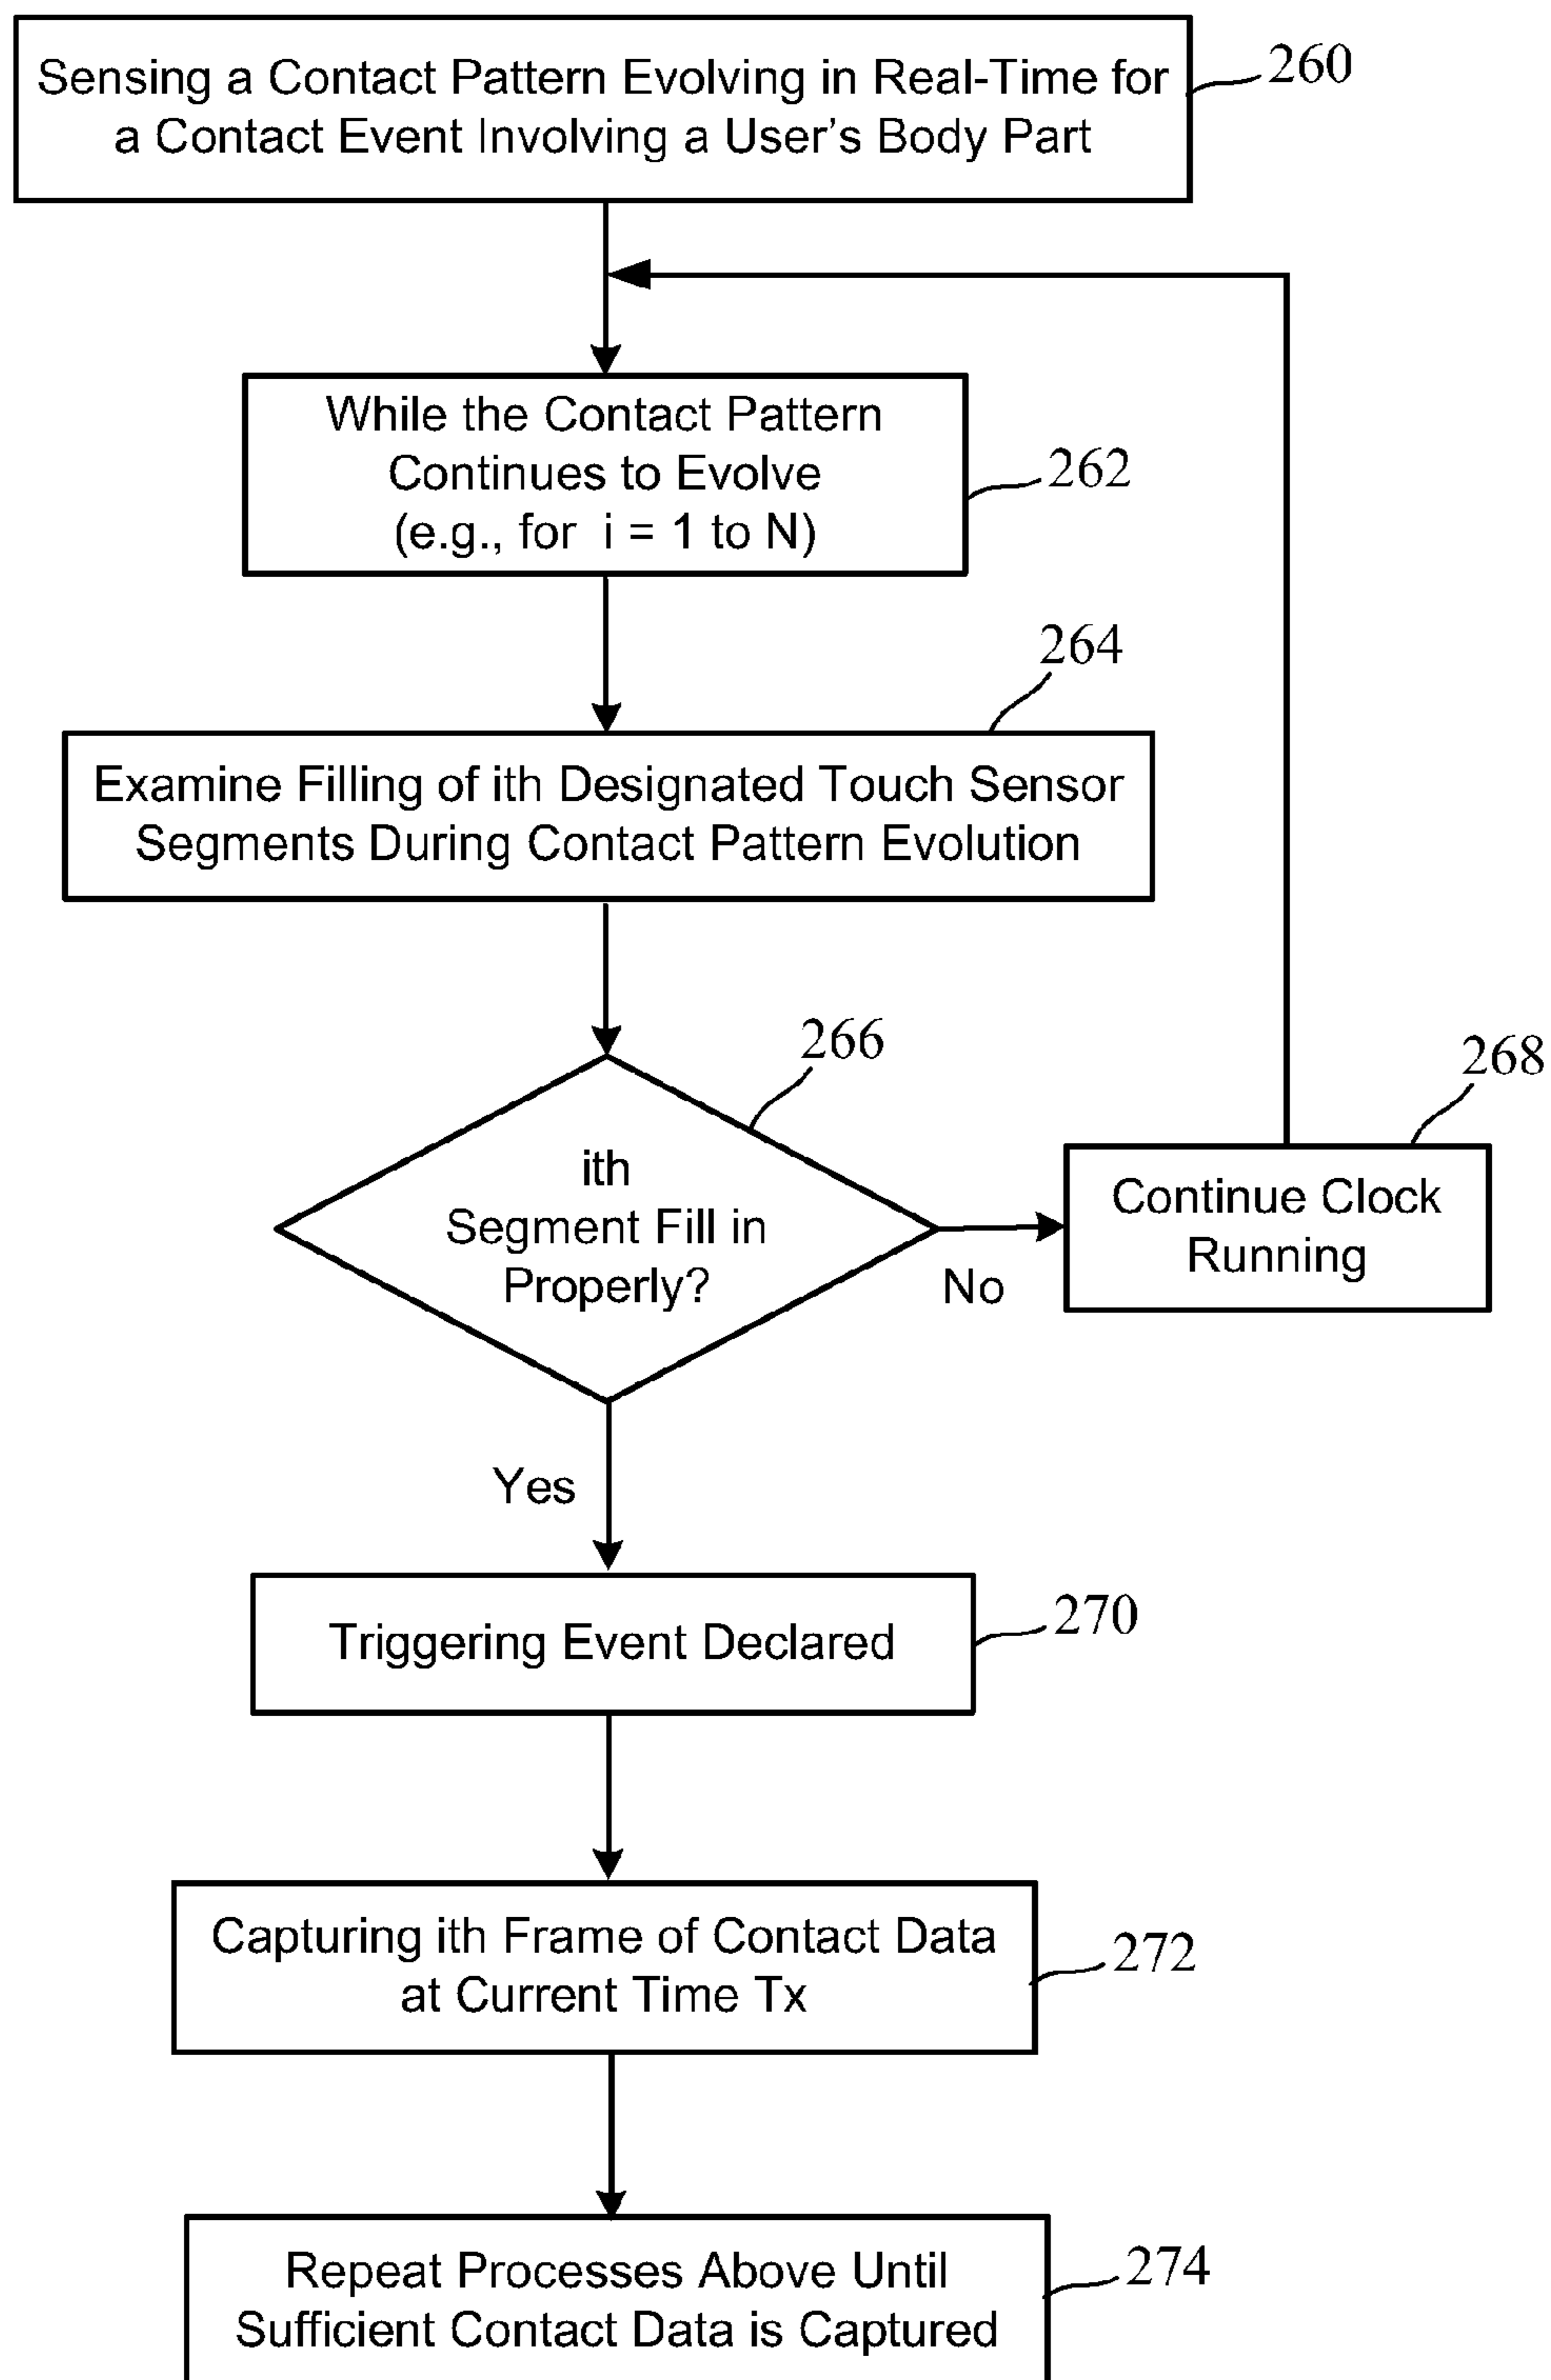 Sensing a Contact Pattern Evolving in Real-Time for
a Contact Event Involving a User's Body Part
260
While the Contact Pattern
Continues to Evolve
(e.g., for i = 1 to N)
262
264
Examine Filling of ith Designated Touch Sensor
Segments During Contact Pattern Evolution
266
ith
Segment Fill in
Properly?
No
268
Continue Clock
Running
Yes
Triggering Event Declared
270
Capturing ith Frame of Contact Data
at Current Time Tx
272
Repeat Processes Above Until
Sufficient Contact Data is Captured
274